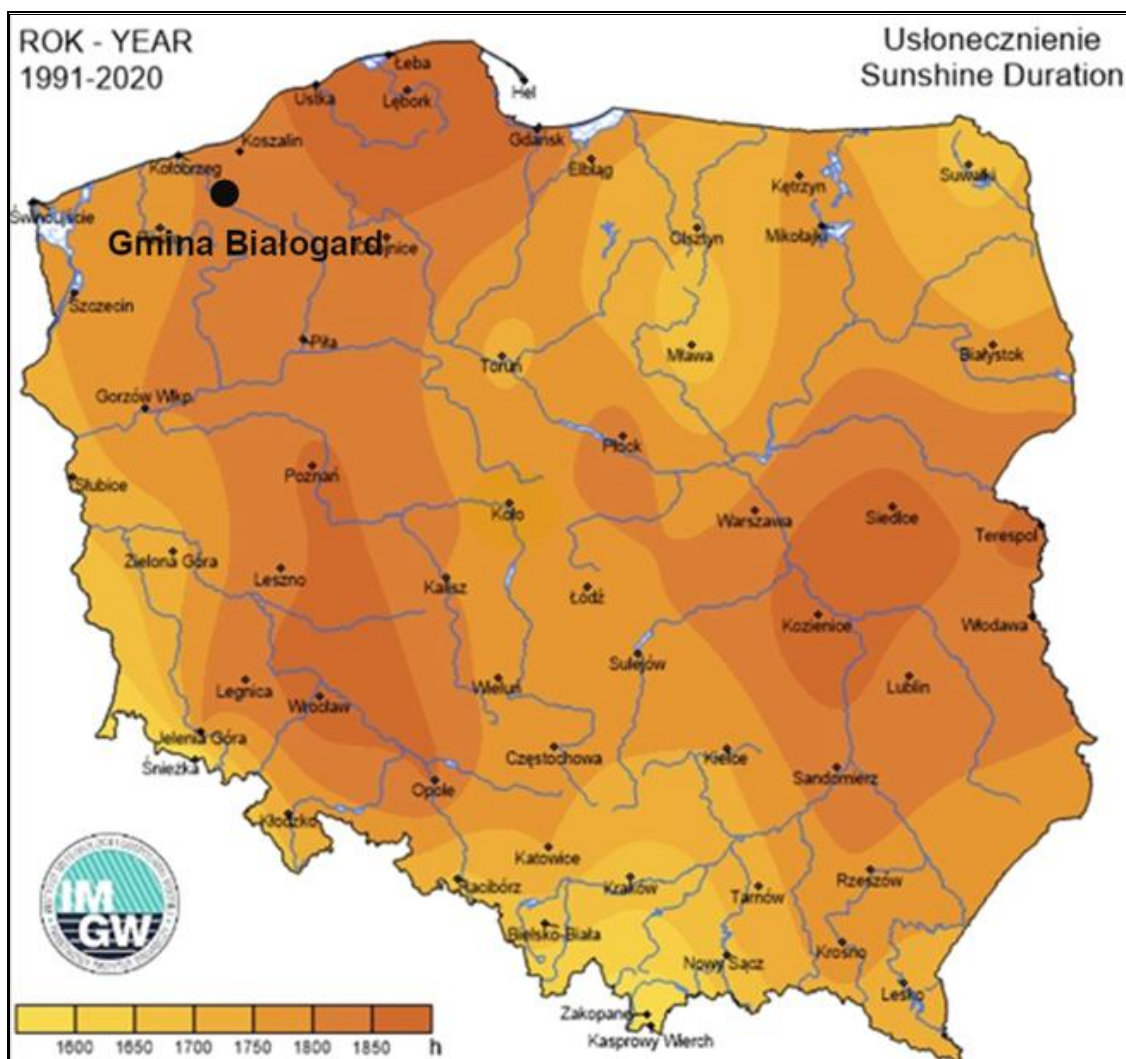 ROK - YEAR
1991-2020
Usłonecznienie
Sunshine Duration
Łeba
Hel
Ustka
Lębork
Koszalin
Gdańsk
Kołobrzeg
Elbląg
Suwałki
Kętrzyn
Świnoujście
Gmina Białogard
Olsztyn
Mikołajki
Szczecin
Piła
Toruń
Mława
Białystok
Gorzów Wlkp.
Płock
Poznań
Słubice
Koło
Warszawa
Siedlce
Terespol
Zielona Góra
Leszno
Kalisz
Łódź
Kozienice
Włodawa
Sulejów
Legnica
Wrocław
Wieluń
Lublin
Jelenia Góra
Śnieżka
Częstochowa
Kielce
Sandomierz
Opole
Kłodzko
Katowice
Racibórz
Kraków
Tarnów
Rzeszów
Bielsko-Biała
Nowy Sącz
Krosno
Lesko
Zakopane
Kasprowy Wierch
IM
GW
1600 1650 1700 1750 1800 1850 h